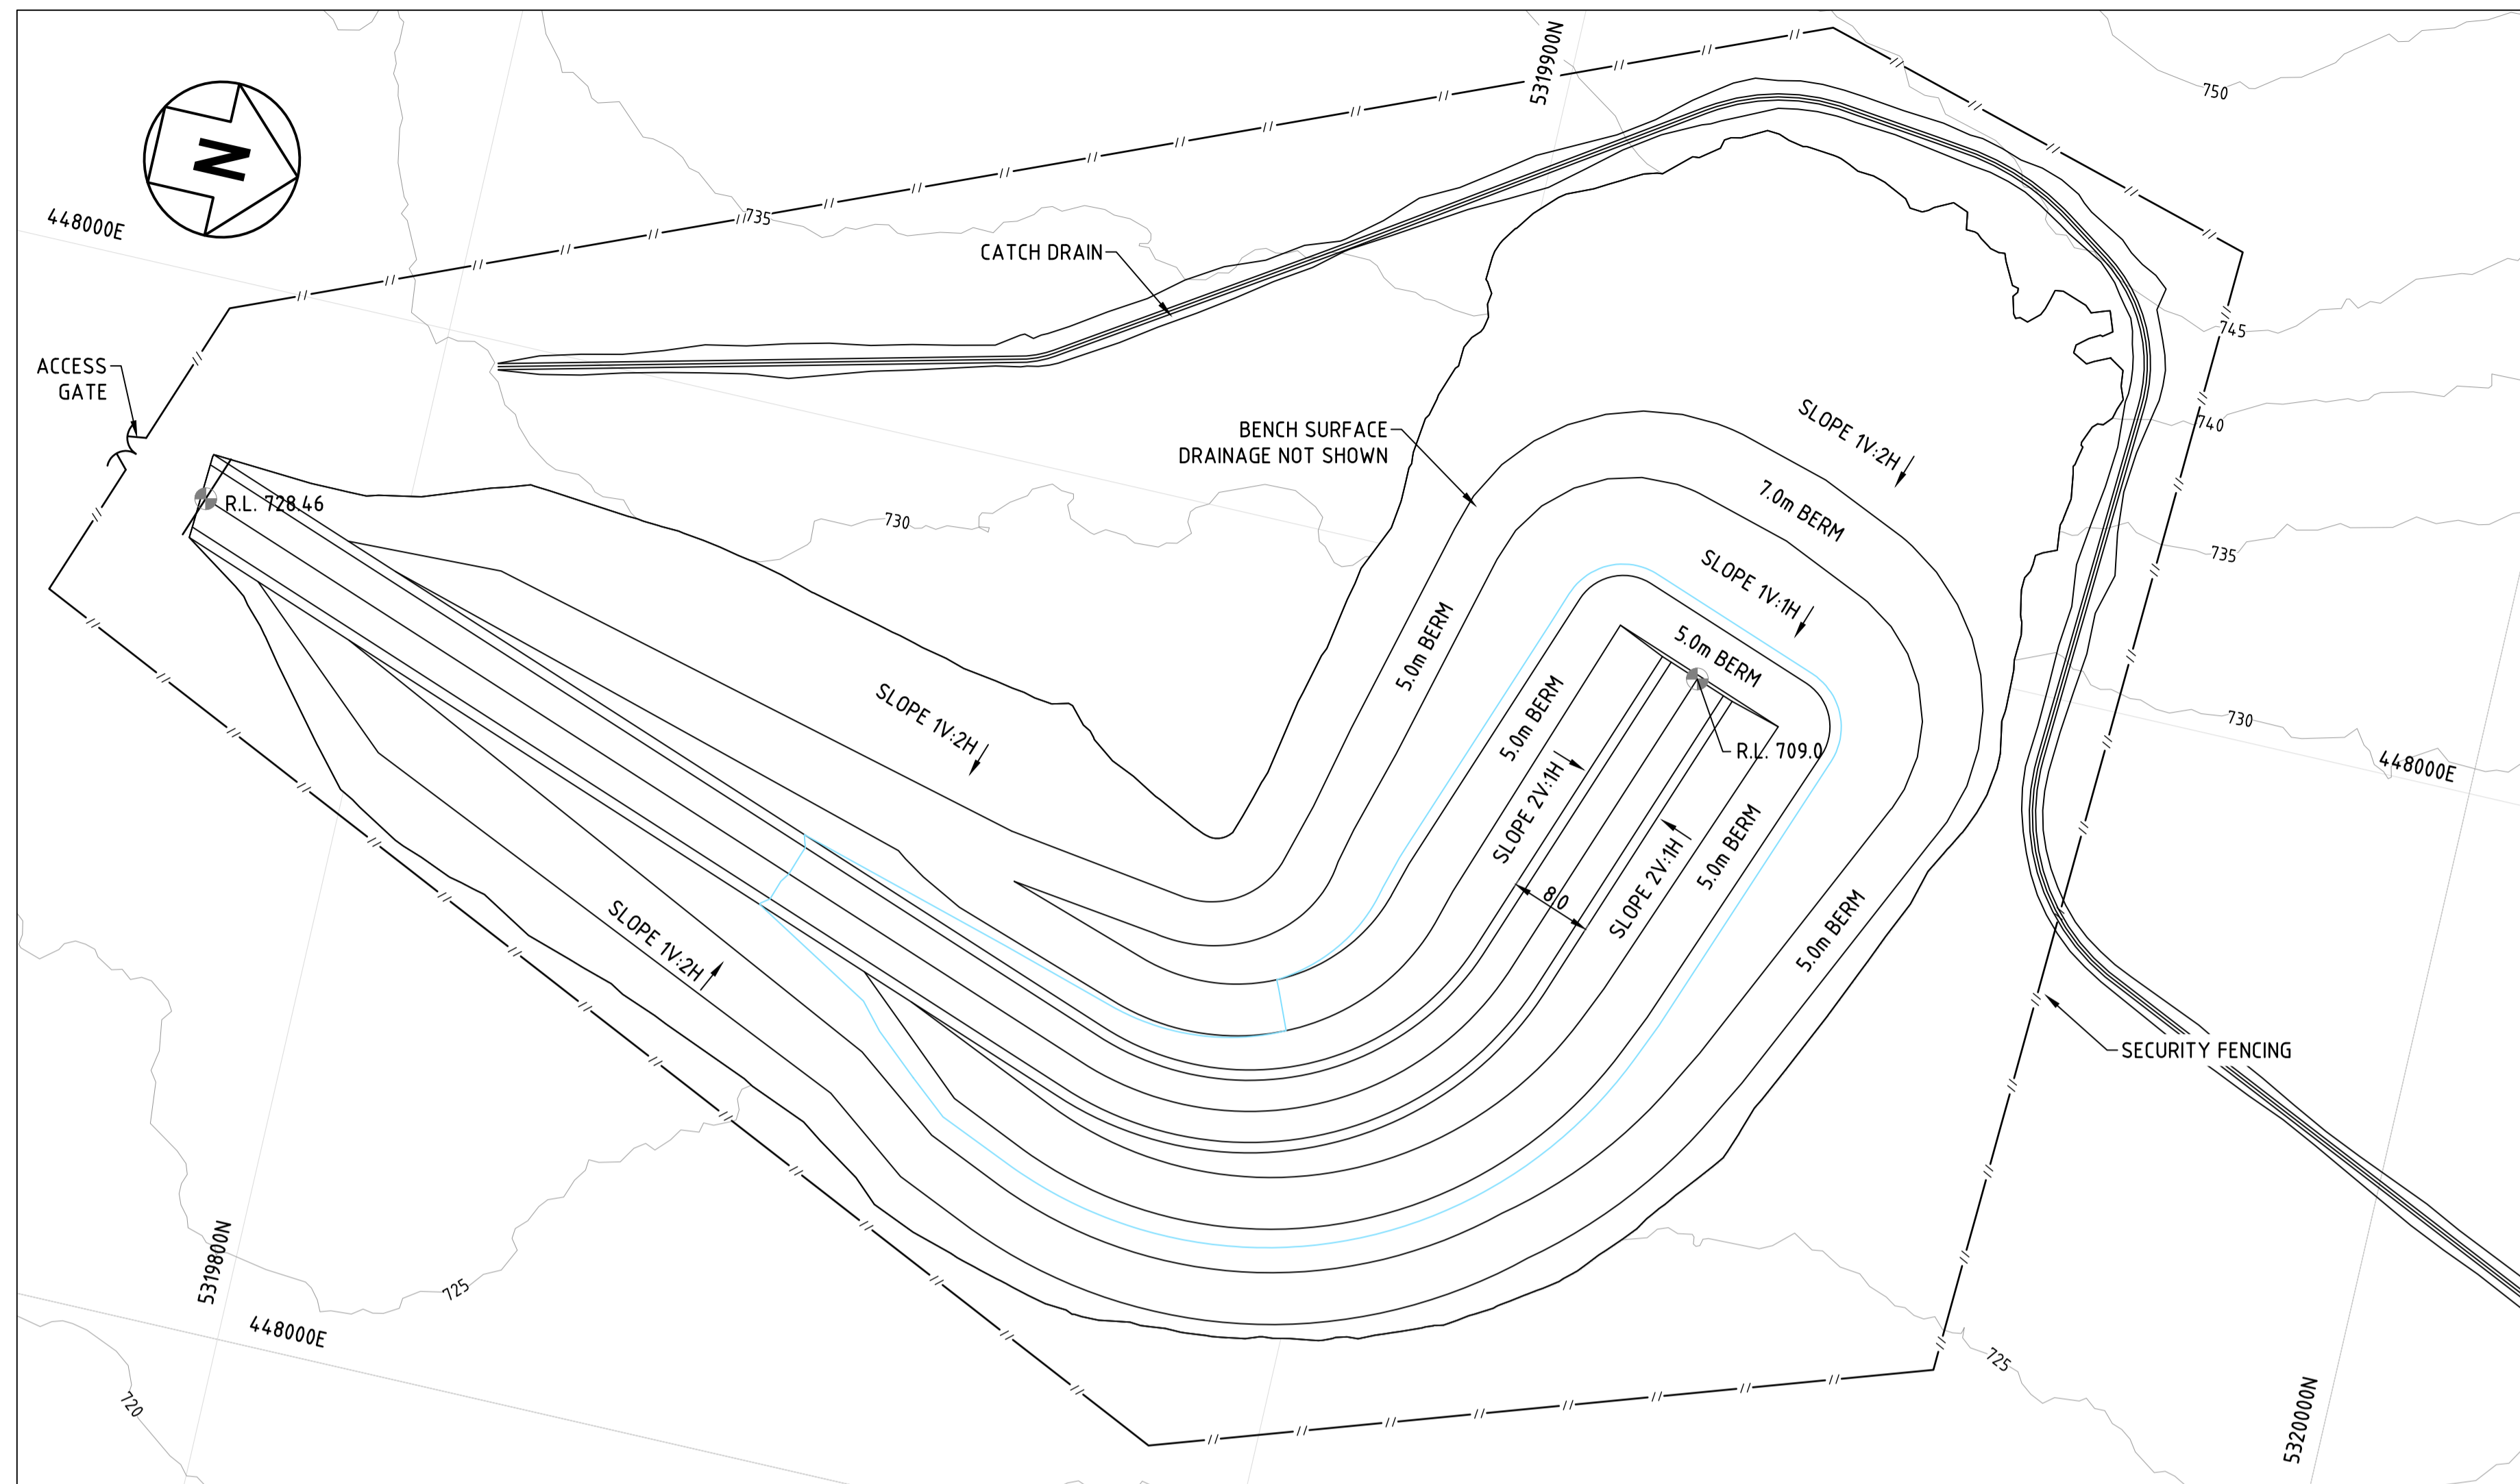 5319900N
750
N
448000E
735
CATCH DRAIN
745
ACCESS
GATE
740
BENCH SURFACE
DRAINAGE NOT SHOWN
SLOPE 1V:2H
R.L. 728.46
730
7.0m BERM
735
SLOPE 1V:1H
5.0m BERM
5.0m BERM
5.0m BERM
SLOPE 1V:2H
730
R.L. 709.0
448000E
SLOPE 2V:1H
SLOPE 2V:1H
5.0m BERM
8.0
5.0m BERM
SLOPE 1V:2H
SECURITY FENCING
5319800N
725
448000E
725
720
5320000N